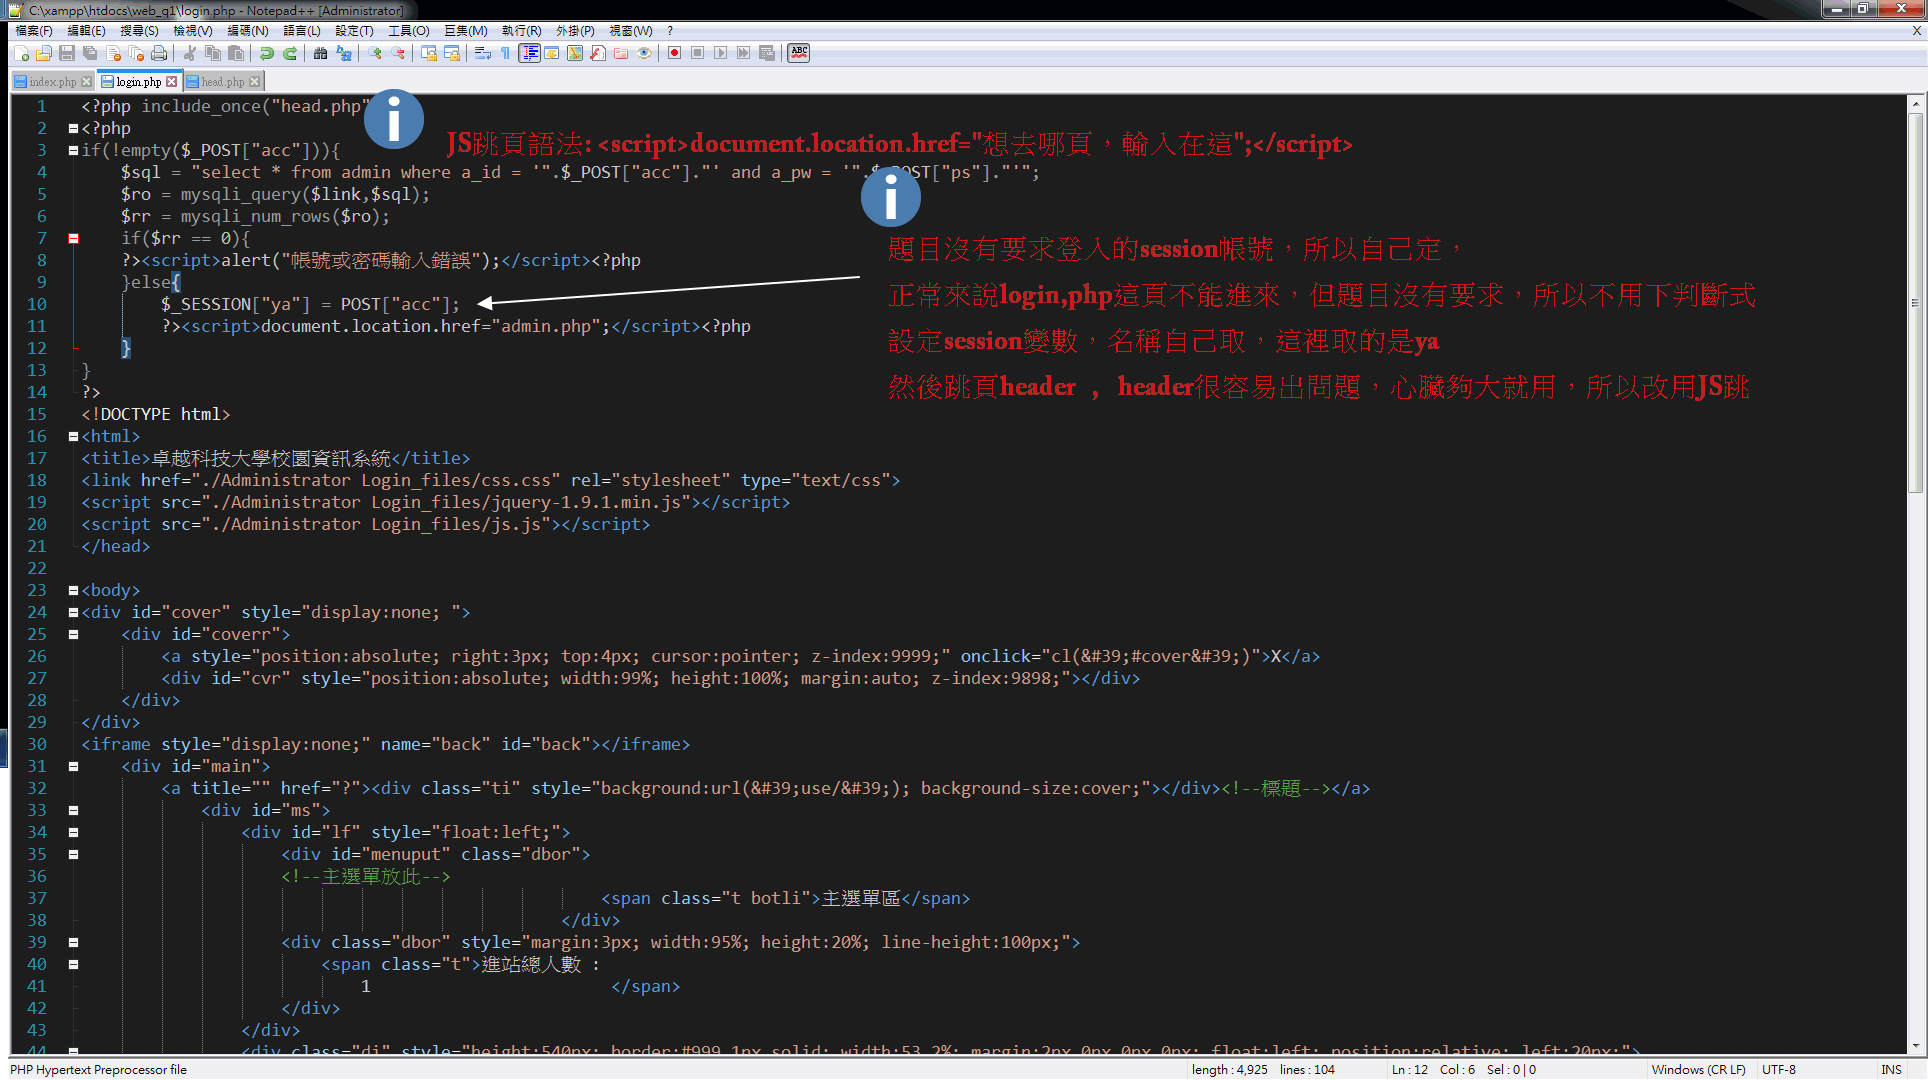 C:\xampp\htdocs\web_q1\login.php - Notepad++ [Administrator]
檔案(F) 編輯(E) 搜尋(S) 檢視(V) 編碼(N) 語言(L) 設定(T) 工具(O) 巨集(M) 執行(R) 外掛(P) 視窗(W) ? X
index.php login.php head.php
1 <?php include_once("head.php"
JS跳頁語法: <script>document.location.href="想去哪頁，輸入在這";</script>
2 <?php
3 if(!empty($_POST["acc"])){
4 $sql = "select * from admin where a_id = '".$_POST["acc"]."' and a_pw = '".$_POST["ps"]."'";
5 $ro = mysqli_query($link,$sql);
6 $rr = mysqli_num_rows($ro);
7 if($rr == 0){
8 ?><script>alert("帳號或密碼輸入錯誤");</script><?php
9 }else{
10 $_SESSION["ya"] = POST["acc"];
11 ?><script>document.location.href="admin.php";</script><?php
12 }
13 }
14 ?>
題目沒有要求登入的session帳號，所以自己定，
正常來說login,php這頁不能進來，但題目沒有要求，所以不用下判斷式
設定session變數，名稱自己取，這裡取的是ya
然後跳頁header ，header很容易出問題，心臟夠大就用，所以改用JS跳
15 <!DOCTYPE html>
16 <html>
17 <title>卓越科技大學校園資訊系統</title>
18 <link href="./Administrator Login_files/css.css" rel="stylesheet" type="text/css">
19 <script src="./Administrator Login_files/jquery-1.9.1.min.js"></script>
20 <script src="./Administrator Login_files/js.js"></script>
21 </head>
22
23 <body>
24 <div id="cover" style="display:none; ">
25 <div id="coverr">
26 <a style="position:absolute; right:3px; top:4px; cursor:pointer; z-index:9999;" onclick="cl(&#39;#cover&#39;)">X</a>
27 <div id="cvr" style="position:absolute; width:99%; height:100%; margin:auto; z-index:9898;"></div>
28 </div>
29 </div>
30 <iframe style="display:none;" name="back" id="back"></iframe>
31 <div id="main">
32 <a title="" href="?"><div class="ti" style="background:url(&#39;use/&#39;); background-size:cover;"></div><!--標題--></a>
33 <div id="ms">
34 <div id="lf" style="float:left;">
35 <div id="menuput" class="dbor">
36 <!--主選單放此-->
37 <span class="t botli">主選單區</span>
38 </div>
39 <div class="dbor" style="margin:3px; width:95%; height:20%; line-height:100px;">
40 <span class="t">進站總人數 :
41 1 </span>
42 </div>
43 </div>
44 <div class="di" style="height:540px; border:#999 1px solid; width:53.2%; margin:2px 0px 0px 0px; float:left; position:relative; left:20px;">
PHP Hypertext Preprocessor file length : 4,925 lines : 104 Ln : 12 Col : 6 Sel : 0 | 0 Windows (CR LF) UTF-8 INS